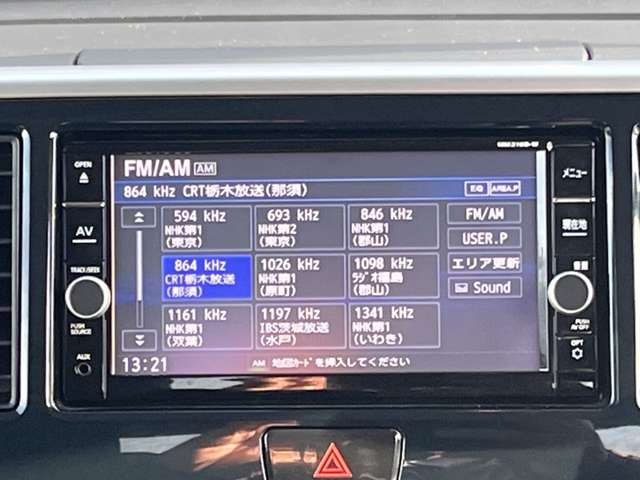 MM316D-W
OPEN
AV
TRACK/SEEK
PUSH
SOURCE
AUX
FM/AM AM
864 kHz CRT栃木放送(那須)
EQ AREA.P
594 kHz
NHK第1
(東京)
693 kHz
NHK第2
(東京)
846 kHz
NHK第1
(郡山)
864 kHz
CRT栃木放送
(那須)
1026 kHz
NHK第1
(原町)
1098 kHz
ﾗｼﾞｵ福島
(郡山)
1161 kHz
NHK第1
(双葉)
1197 kHz
IBS茨城放送
(水戸)
1341 kHz
NHK第1
(いわき)
FM/AM
USER.P
エリア更新
Sound
13:21
AM 地図ｶｰﾄﾞを挿入してください
メニュー
現在地
音量
PUSH
AV OFF
OPT